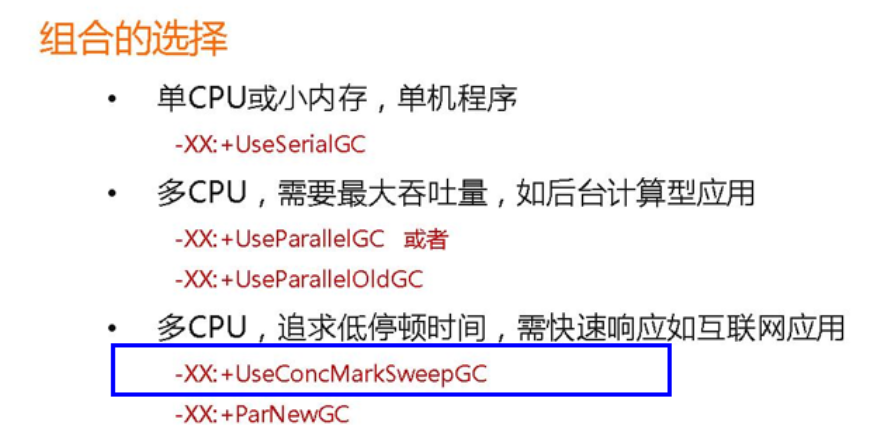 组合的选择
• 单CPU或小内存，单机程序
-XX:+UseSerialGC
• 多CPU，需要最大吞吐量，如后台计算型应用
-XX:+UseParallelGC 或者
-XX:+UseParallelOldGC
• 多CPU，追求低停顿时间，需快速响应如互联网应用
-XX:+UseConcMarkSweepGC
-XX:+ParNewGC